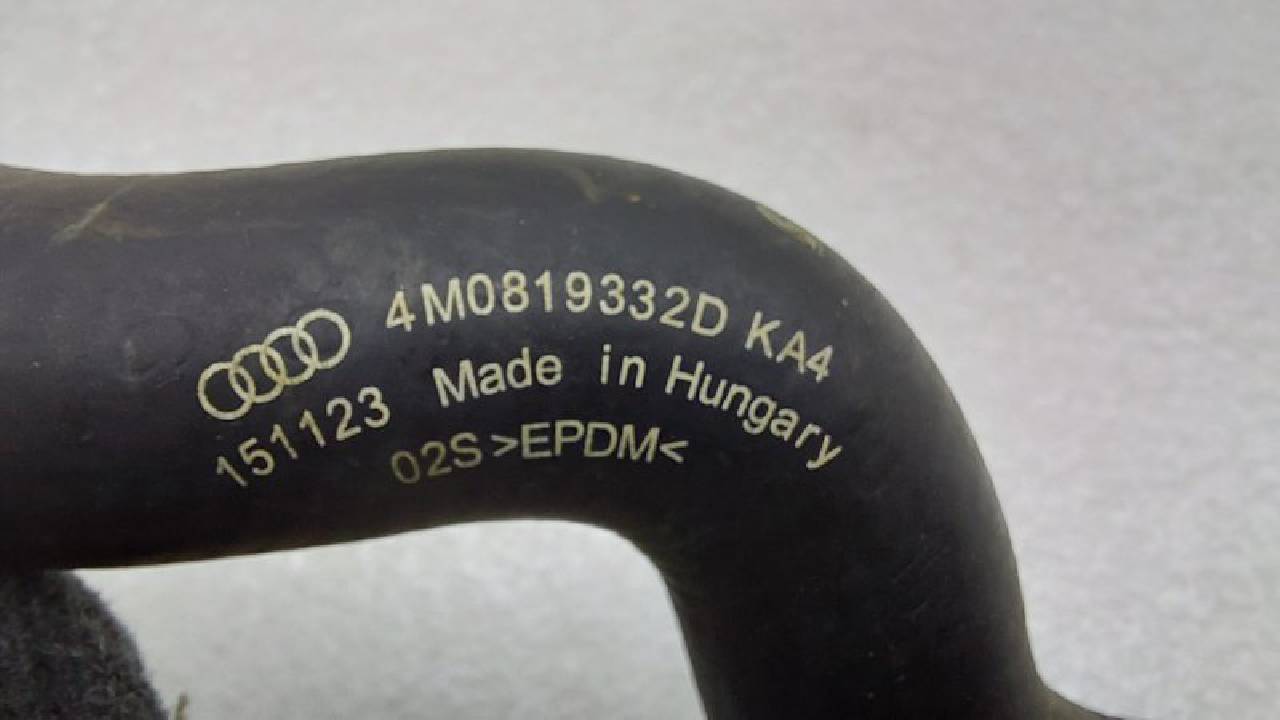 4M0819332D KA4
151123 Made in Hungary
02S >EPDM<